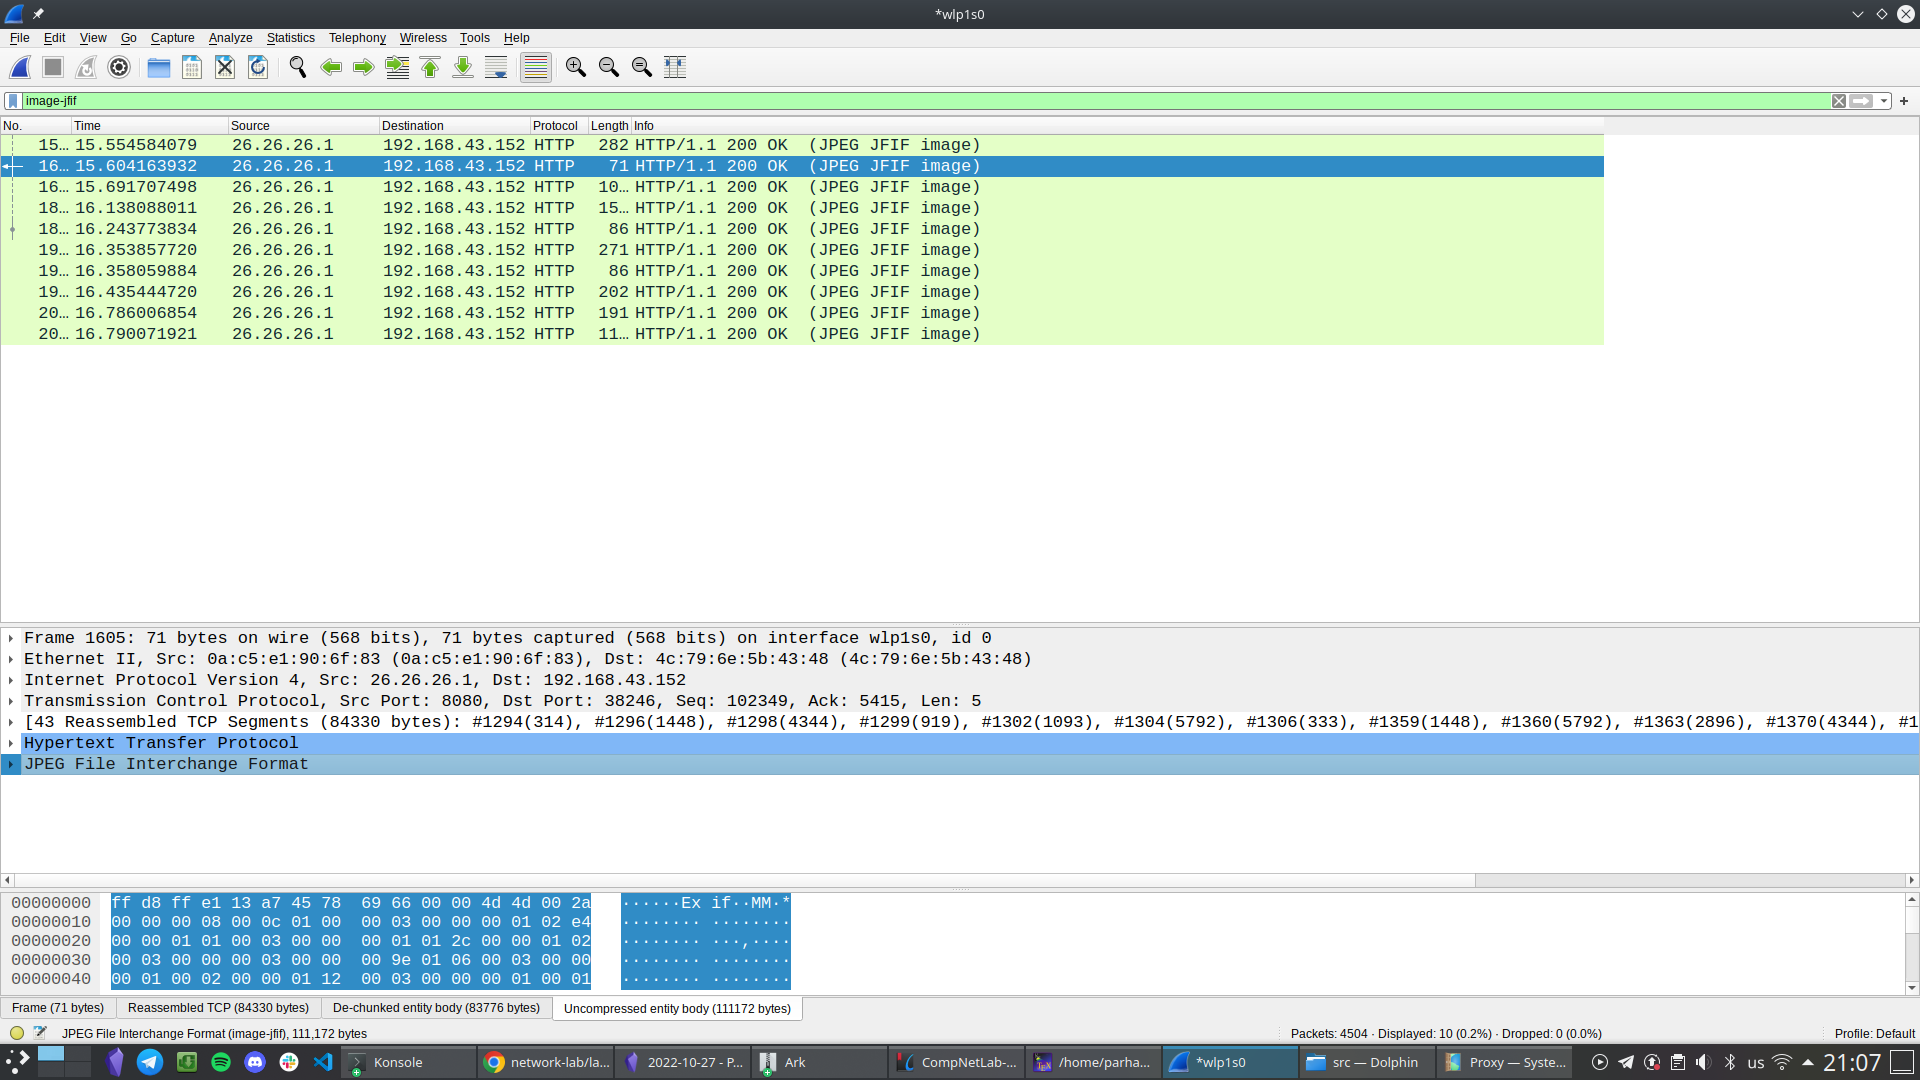 *wlp1s0
File Edit View Go Capture Analyze Statistics Telephony Wireless Tools Help
image-jfif
No. Time Source Destination Protocol Length Info
15… 15.554584079 26.26.26.1 192.168.43.152 HTTP 282 HTTP/1.1 200 OK (JPEG JFIF image)
16… 15.604163932 26.26.26.1 192.168.43.152 HTTP 71 HTTP/1.1 200 OK (JPEG JFIF image)
16… 15.691707498 26.26.26.1 192.168.43.152 HTTP 10… HTTP/1.1 200 OK (JPEG JFIF image)
18… 16.138088011 26.26.26.1 192.168.43.152 HTTP 15… HTTP/1.1 200 OK (JPEG JFIF image)
18… 16.243773834 26.26.26.1 192.168.43.152 HTTP 86 HTTP/1.1 200 OK (JPEG JFIF image)
19… 16.353857720 26.26.26.1 192.168.43.152 HTTP 271 HTTP/1.1 200 OK (JPEG JFIF image)
19… 16.358059884 26.26.26.1 192.168.43.152 HTTP 86 HTTP/1.1 200 OK (JPEG JFIF image)
19… 16.435444720 26.26.26.1 192.168.43.152 HTTP 202 HTTP/1.1 200 OK (JPEG JFIF image)
20… 16.786006854 26.26.26.1 192.168.43.152 HTTP 191 HTTP/1.1 200 OK (JPEG JFIF image)
20… 16.790071921 26.26.26.1 192.168.43.152 HTTP 11… HTTP/1.1 200 OK (JPEG JFIF image)
Frame 1605: 71 bytes on wire (568 bits), 71 bytes captured (568 bits) on interface wlp1s0, id 0
Ethernet II, Src: 0a:c5:e1:90:6f:83 (0a:c5:e1:90:6f:83), Dst: 4c:79:6e:5b:43:48 (4c:79:6e:5b:43:48)
Internet Protocol Version 4, Src: 26.26.26.1, Dst: 192.168.43.152
Transmission Control Protocol, Src Port: 8080, Dst Port: 38246, Seq: 102349, Ack: 5415, Len: 5
[43 Reassembled TCP Segments (84330 bytes): #1294(314), #1296(1448), #1298(4344), #1299(919), #1302(1093), #1304(5792), #1306(333), #1359(1448), #1360(5792), #1363(2896), #1370(4344), #1
Hypertext Transfer Protocol
JPEG File Interchange Format
00000000 ff d8 ff e1 13 a7 45 78 69 66 00 00 4d 4d 00 2a ······Ex if··MM·*
00000010 00 00 00 08 00 0c 01 00 00 03 00 00 00 01 02 e4 ········ ········
00000020 00 00 01 01 00 03 00 00 00 01 01 2c 00 00 01 02 ········ ···,····
00000030 00 03 00 00 00 03 00 00 00 9e 01 06 00 03 00 00 ········ ········
00000040 00 01 00 02 00 00 01 12 00 03 00 00 00 01 00 01 ········ ········
Frame (71 bytes) Reassembled TCP (84330 bytes) De-chunked entity body (83776 bytes) Uncompressed entity body (111172 bytes)
JPEG File Interchange Format (image-jfif), 111,172 bytes Packets: 4504 · Displayed: 10 (0.2%) · Dropped: 0 (0.0%) Profile: Default
Konsole network-lab/la… 2022-10-27 - P… Ark CompNetLab-… /home/parha… *wlp1s0 src — Dolphin Proxy — Syste… us 21:07